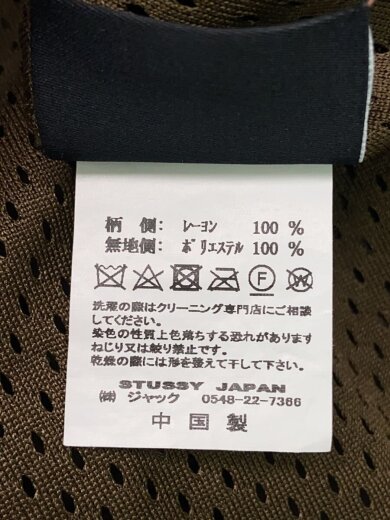 柄 側: レーヨン 100 %
無地側: ポリエステル 100 %
F
洗濯の際はクリーニング専門店にご相談
してください。
染色の性質上色落ちする恐れがあります
ねじり又は絞り禁止です。
乾燥の際には形を整えて干して下さい。
STUSSY JAPAN
㈱ ジャック 0548-22-7366
中 国 製